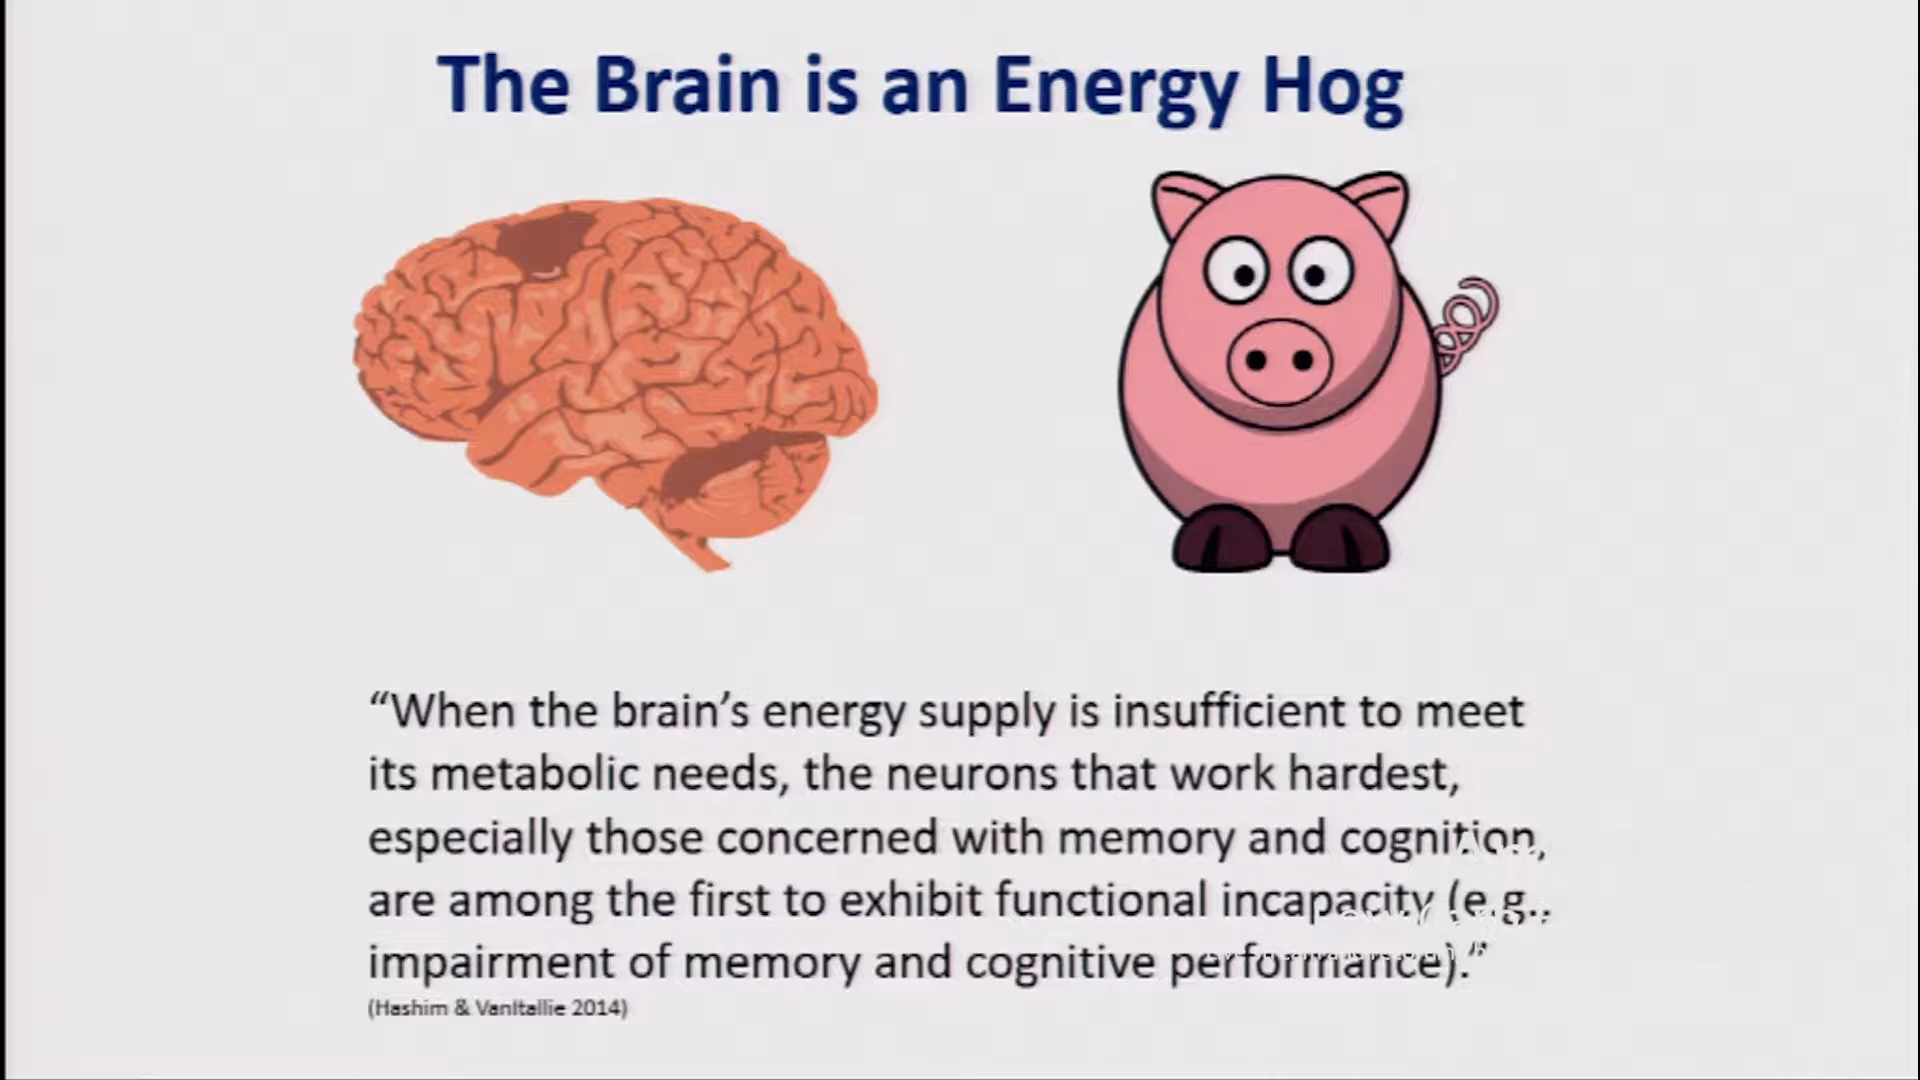 The Brain is an Energy Hog
“When the brain’s energy supply is insufficient to meet
its metabolic needs, the neurons that work hardest,
especially those concerned with memory and cognition,
are among the first to exhibit functional incapacity (e.g.,
impairment of memory and cognitive performance).”
(Hashim & VanItallie 2014)